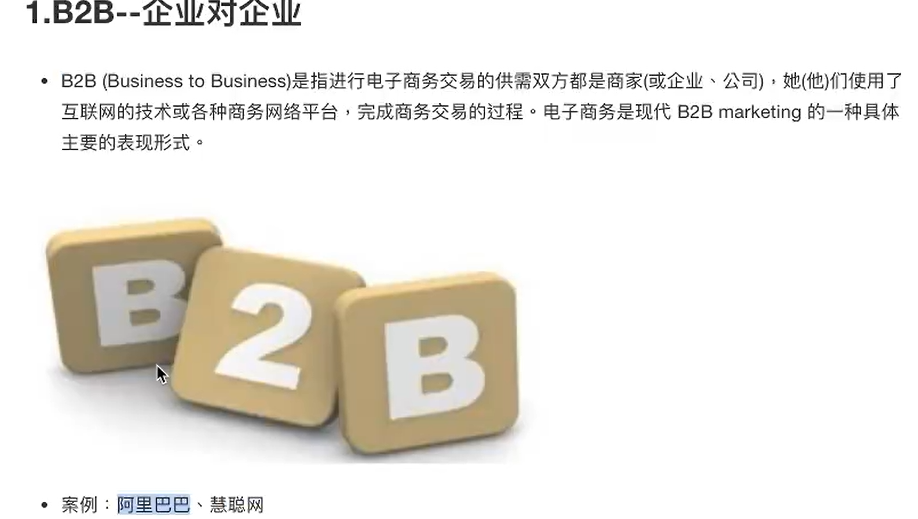 1.B2B--企业对企业
B2B (Business to Business)是指进行电子商务交易的供需双方都是商家(或企业、公司)，她(他)们使用了
互联网的技术或各种商务网络平台，完成商务交易的过程。电子商务是现代 B2B marketing 的一种具体
主要的表现形式。
B
2
B
案例：阿里巴巴、慧聪网